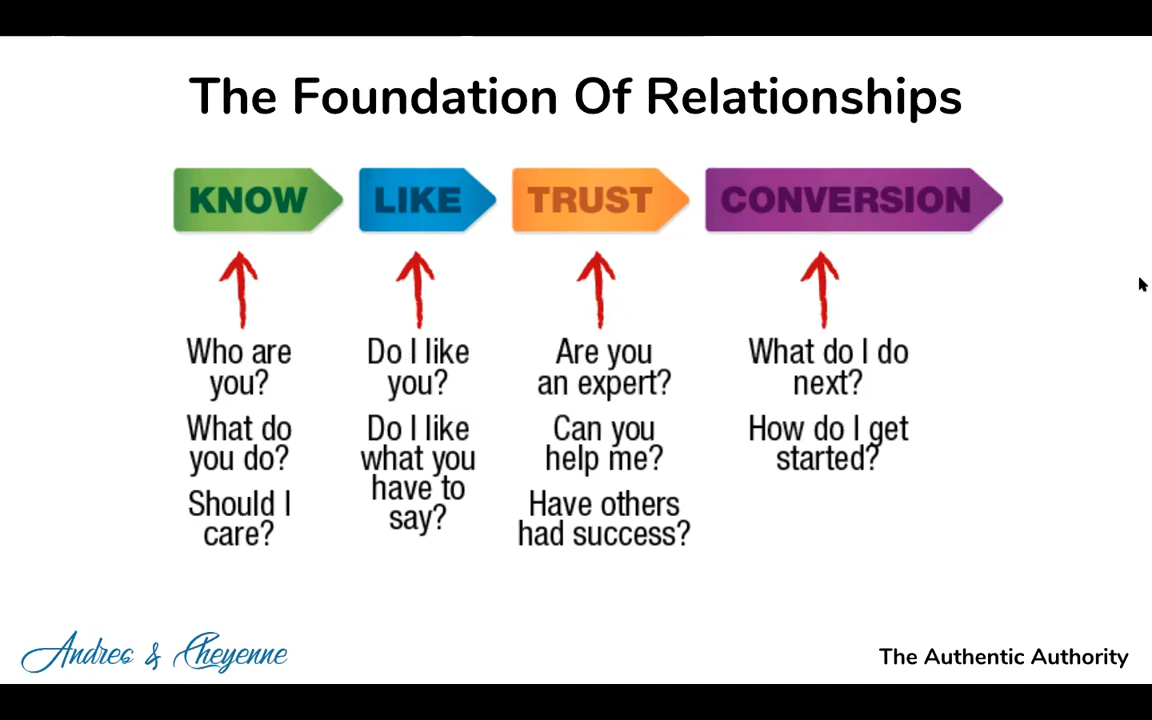 The Foundation Of Relationships
KNOW
LIKE
TRUST
CONVERSION
Who are
you?
What do
you do?
Should I
care?
Do I like
you?
Do I like
what you
have to
say?
Are you
an expert?
Can you
help me?
Have others
had success?
What do I do
next?
How do I get
started?
Andres & Cheyenne
The Authentic Authority